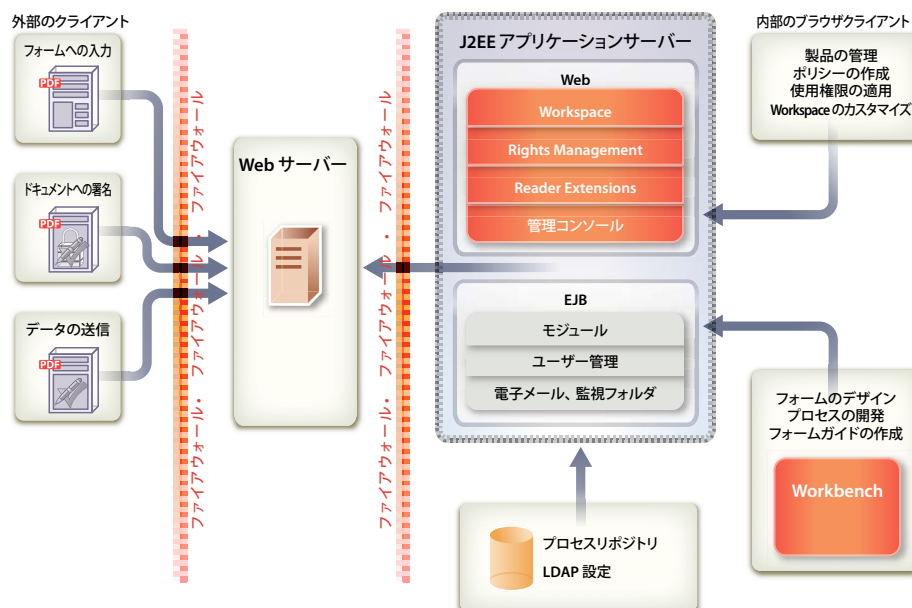 外部のクライアント
フォームへの入力
PDF
ドキュメントへの署名
PDF
データの送信
PDF
ファイアウォール・ファイアウォール・ファイアウォール
Web サーバー
ファイアウォール・ファイアウォール・ファイアウォール
J2EE アプリケーションサーバー
Web
Workspace
Rights Management
Reader Extensions
管理コンソール
EJB
モジュール
ユーザー管理
電子メール、監視フォルダ
プロセスリポジトリ
LDAP 設定
内部のブラウザクライアント
製品の管理
ポリシーの作成
使用権限の適用
Workspace のカスタマイズ
フォームのデザイン
プロセスの開発
フォームガイドの作成
Workbench